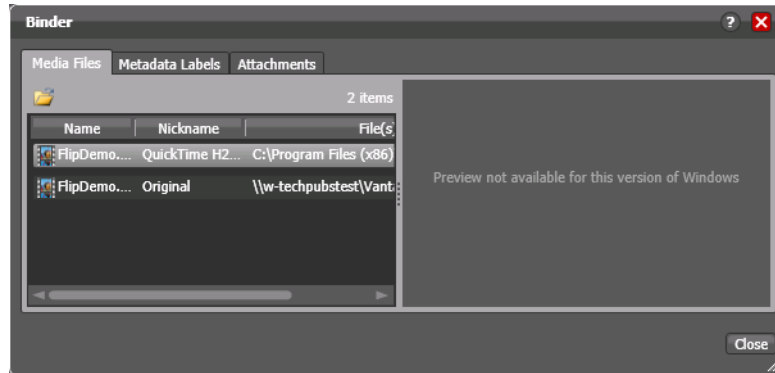 Binder
?
Media Files Metadata Labels Attachments
2 items
Name Nickname File(s)
FlipDemo.... QuickTime H2... C:\Program Files (x86)
FlipDemo.... Original \\w-techpubstest\Vant
Preview not available for this version of Windows
Close